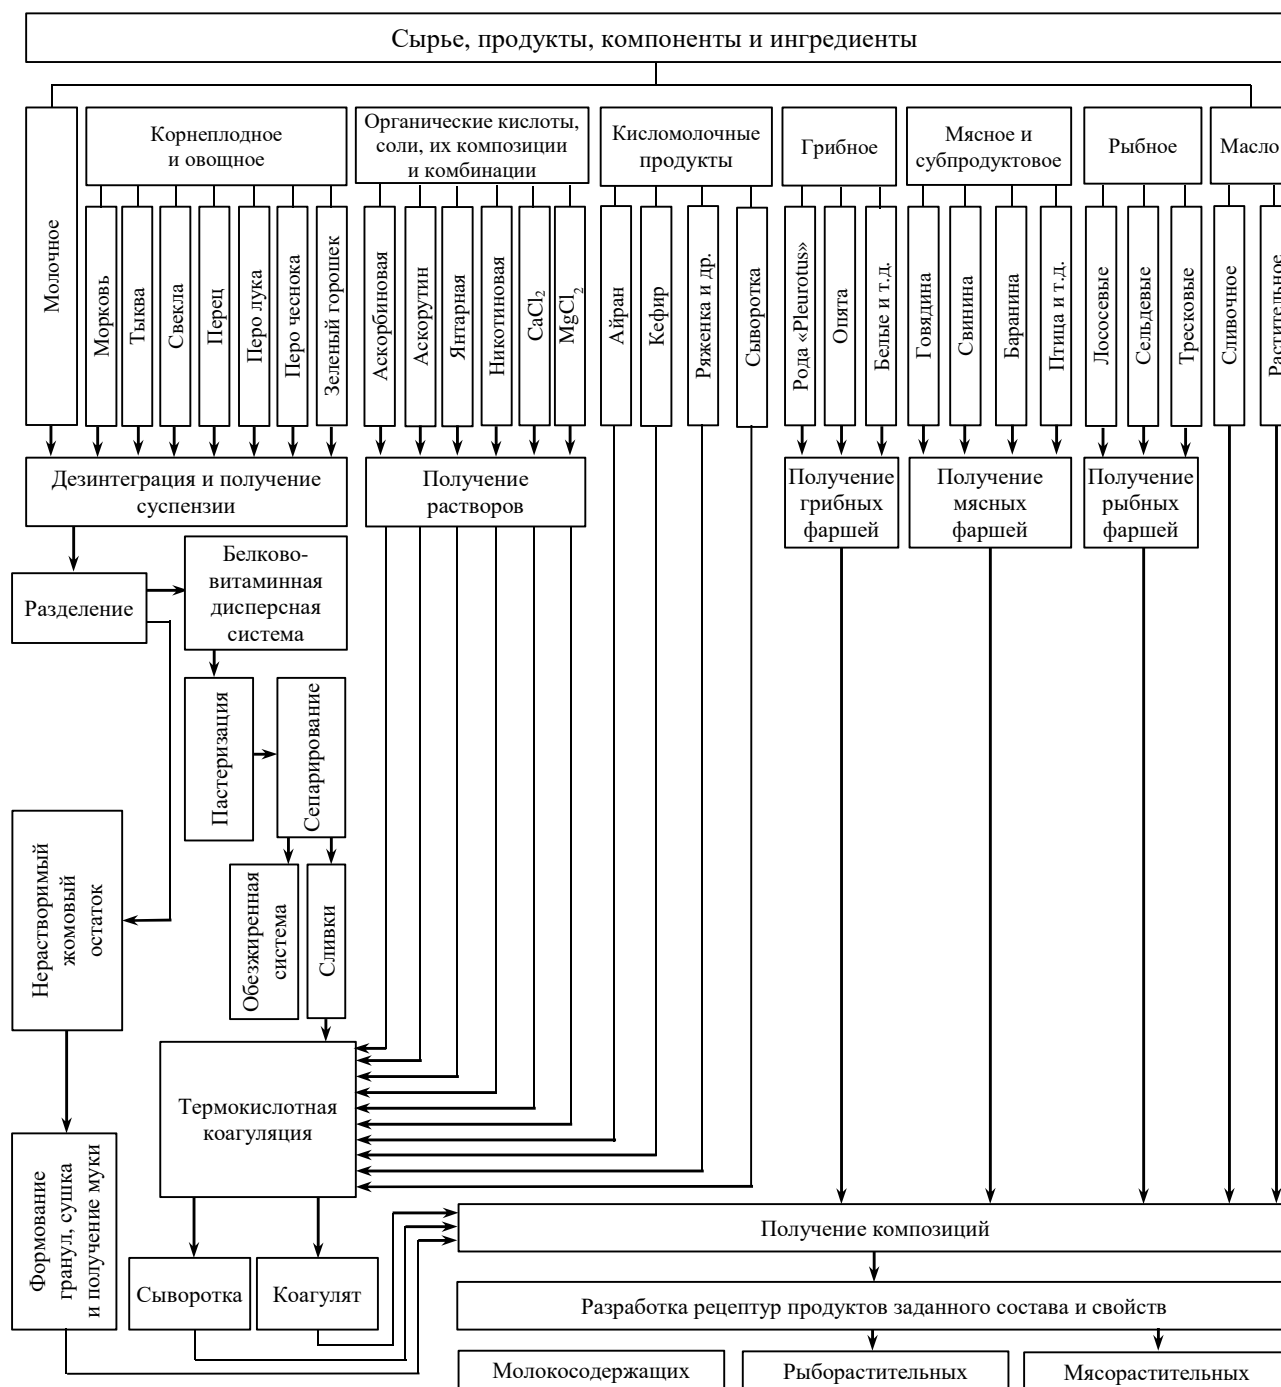 Сырье, продукты, компоненты и ингредиенты
Молочное
Корнеплодное
и овощное
Органические кислоты,
соли, их композиции
и комбинации
Кисломолочные
продукты
Грибное
Мясное и
субпродуктовое
Рыбное
Масло
Морковь
Тыква
Свекла
Перец
Перо лука
Перо чеснока
Зеленый горошек
Аскорбиновая
Аскорутин
Янтарная
Никотиновая
CaCl₂
MgCl₂
Айран
Кефир
Ряженка и др.
Сыворотка
Рода «Pleurotus»
Опята
Белые и т.д.
Говядина
Свинина
Баранина
Птица и т.д.
Лососевые
Сельдевые
Тресковые
Сливочное
Растительное
Дезинтеграция и получение
суспензии
Получение
растворов
Получение
грибных
фаршей
Получение
мясных
фаршей
Получение
рыбных
фаршей
Разделение
Белково-
витаминная
дисперсная
система
Пастеризация
Сепарирование
Нерастворимый
жомовый
остаток
Обезжиренная
система
Сливки
Термокислотная
коагуляция
Формование
гранул, сушка
и получение муки
Сыворотка
Коагулят
Получение композиций
Разработка рецептур продуктов заданного состава и свойств
Молокосодержащих
Рыборастительных
Мясорастительных